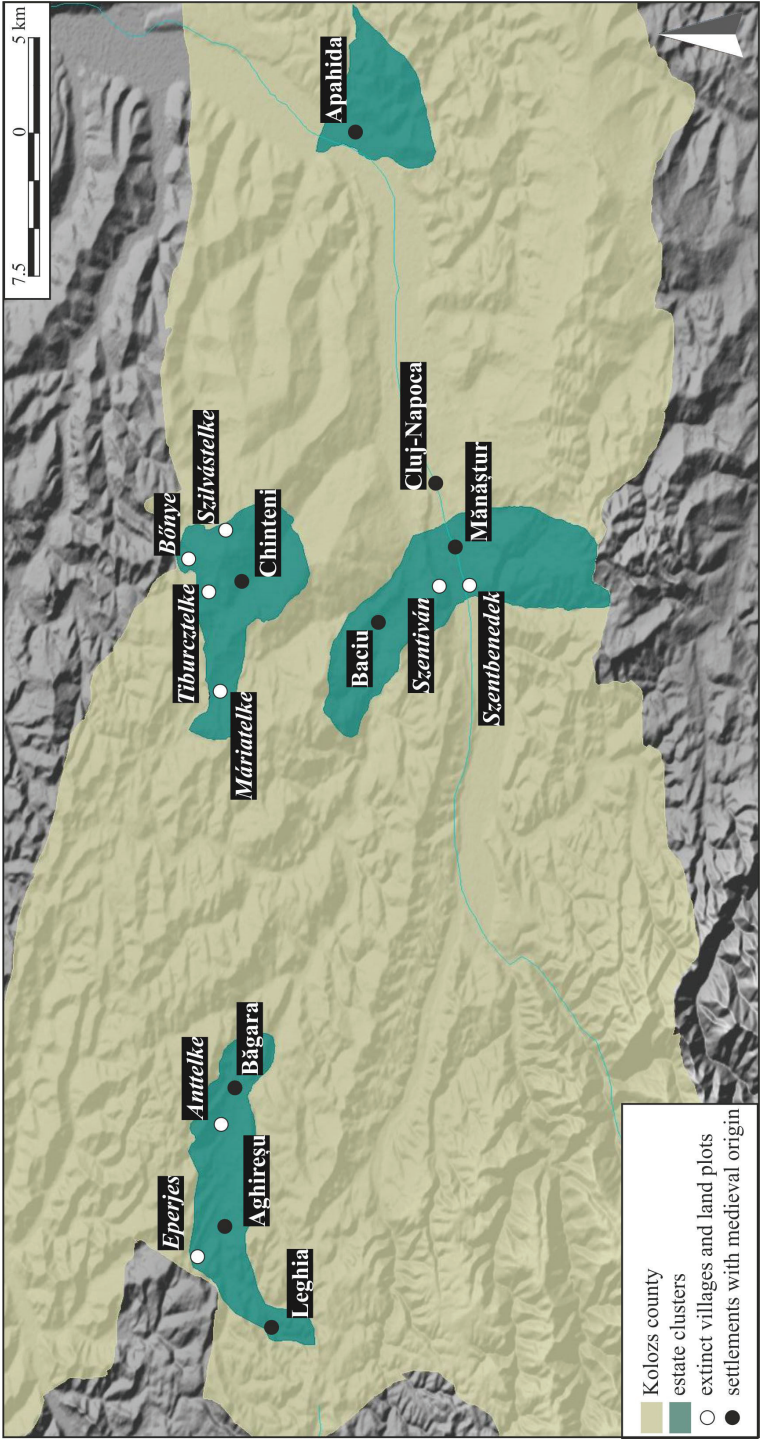 7.5 0 5 km
Eperjes
Bőnye
Tiburcztelke
Anttelke
Szilvástelke
Máriatelke
Băgara
Aghireșu
Chinteni
Leghia
Apahida
Baciu
Cluj-Napoca
Szentiván
Mănăștur
Szentbenedek
Kolozs county
estate clusters
extinct villages and land plots
settlements with medieval origin